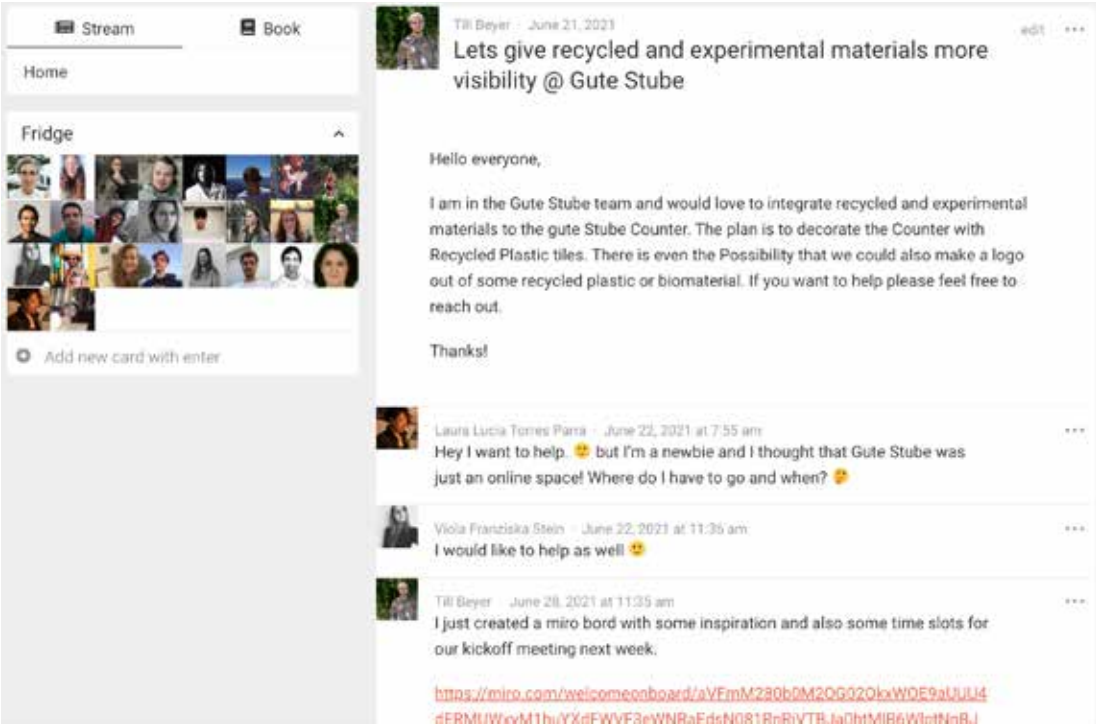 Stream
Book
Home
Fridge
Add new card with enter
Till Beyer · June 21, 2021
edit
Lets give recycled and experimental materials more
visibility @ Gute Stube
Hello everyone,
I am in the Gute Stube team and would love to integrate recycled and experimental
materials to the gute Stube Counter. The plan is to decorate the Counter with
Recycled Plastic tiles. There is even the Possibility that we could also make a logo
out of some recycled plastic or biomaterial. If you want to help please feel free to
reach out.
Thanks!
Laura Lucia Torres Parra · June 22, 2021 at 7:55 am
Hey I want to help. 🙂 but I'm a newbie and I thought that Gute Stube was
just an online space! Where do I have to go and when? 🤔
Viola Franziska Stein · June 22, 2021 at 11:36 am
I would like to help as well 🙂
Till Beyer · June 28, 2021 at 11:35 am
I just created a miro bord with some inspiration and also some time slots for
our kickoff meeting next week.